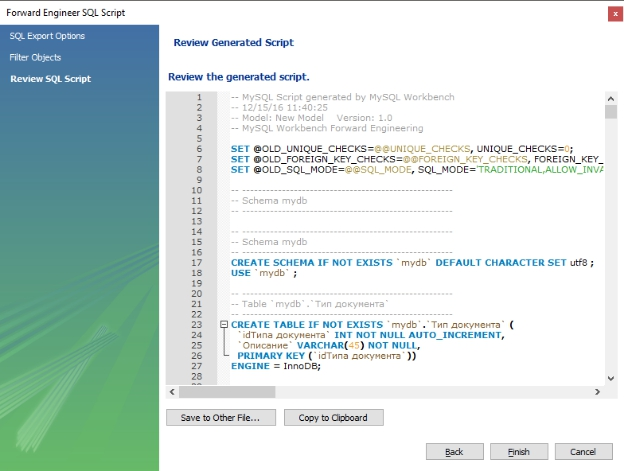 Forward Engineer SQL Script
x
SQL Export Options
Filter Objects
Review SQL Script
Review Generated Script
Review the generated script.
1 -- MySQL Script generated by MySQL Workbench
2 -- 12/15/16 11:40:25
3 -- Model: New Model    Version: 1.0
4 -- MySQL Workbench Forward Engineering
5
6 SET @OLD_UNIQUE_CHECKS=@@UNIQUE_CHECKS, UNIQUE_CHECKS=0;
7 SET @OLD_FOREIGN_KEY_CHECKS=@@FOREIGN_KEY_CHECKS, FOREIGN_KEY_
8 SET @OLD_SQL_MODE=@@SQL_MODE, SQL_MODE='TRADITIONAL,ALLOW_INVA
9
10 -- -----------------------------------------------------
11 -- Schema mydb
12 -- -----------------------------------------------------
13
14 -- -----------------------------------------------------
15 -- Schema mydb
16 -- -----------------------------------------------------
17 CREATE SCHEMA IF NOT EXISTS `mydb` DEFAULT CHARACTER SET utf8 ;
18 USE `mydb` ;
19
20 -- -----------------------------------------------------
21 -- Table `mydb`.`Тип документа`
22 -- -----------------------------------------------------
23 CREATE TABLE IF NOT EXISTS `mydb`.`Тип документа` (
24 `idТипа документа` INT NOT NULL AUTO_INCREMENT,
25 `Описание` VARCHAR(45) NOT NULL,
26 PRIMARY KEY (`idТипа документа`))
27 ENGINE = InnoDB;
28
Save to Other File...
Copy to Clipboard
Back
Finish
Cancel